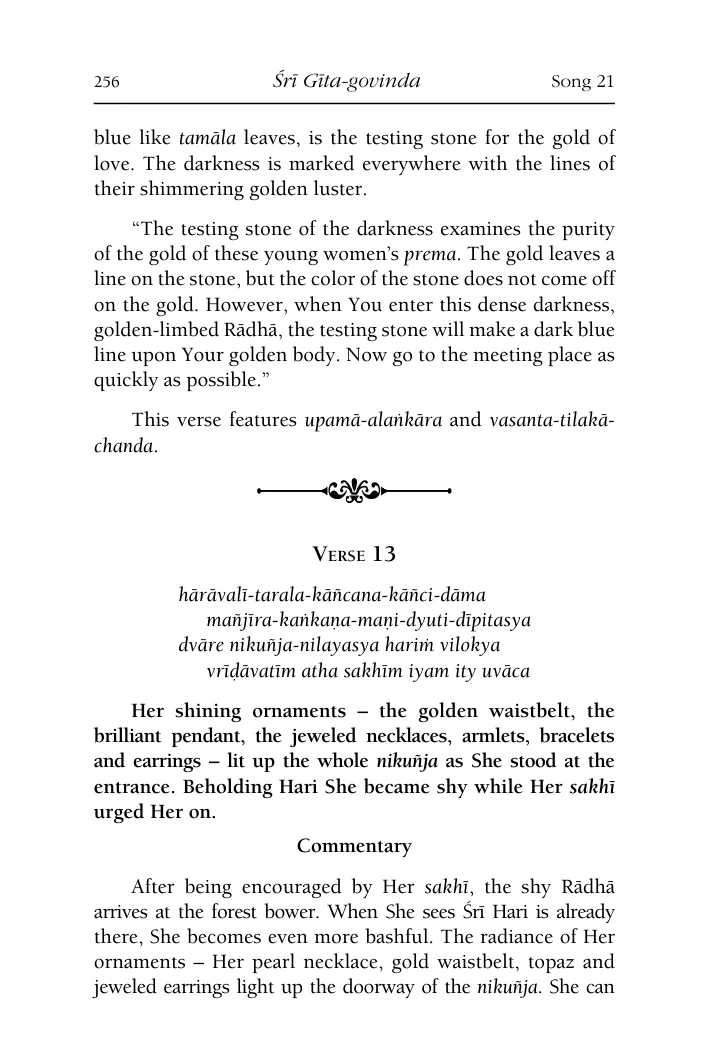 256 Śrī Gīta-govinda Song 21
blue like tamāla leaves, is the testing stone for the gold of
love. The darkness is marked everywhere with the lines of
their shimmering golden luster.
“The testing stone of the darkness examines the purity
of the gold of these young women’s prema. The gold leaves a
line on the stone, but the color of the stone does not come off
on the gold. However, when You enter this dense darkness,
golden-limbed Rādhā, the testing stone will make a dark blue
line upon Your golden body. Now go to the meeting place as
quickly as possible.”
This verse features upamā-alaṅkāra and vasanta-tilakā-
chanda.
Verse 13
hārāvalī-tarala-kāñcana-kāñci-dāma
mañjīra-kaṅkaṇa-maṇi-dyuti-dīpitasya
dvāre nikuñja-nilayasya hariṁ vilokya
vrīḍāvatīm atha sakhīm iyam ity uvāca
Her shining ornaments – the golden waistbelt, the
brilliant pendant, the jeweled necklaces, armlets, bracelets
and earrings – lit up the whole nikuñja as She stood at the
entrance. Beholding Hari She became shy while Her sakhī
urged Her on.
Commentary
After being encouraged by Her sakhī, the shy Rādhā
arrives at the forest bower. When She sees Śrī Hari is already
there, She becomes even more bashful. The radiance of Her
ornaments – Her pearl necklace, gold waistbelt, topaz and
jeweled earrings light up the doorway of the nikuñja. She can